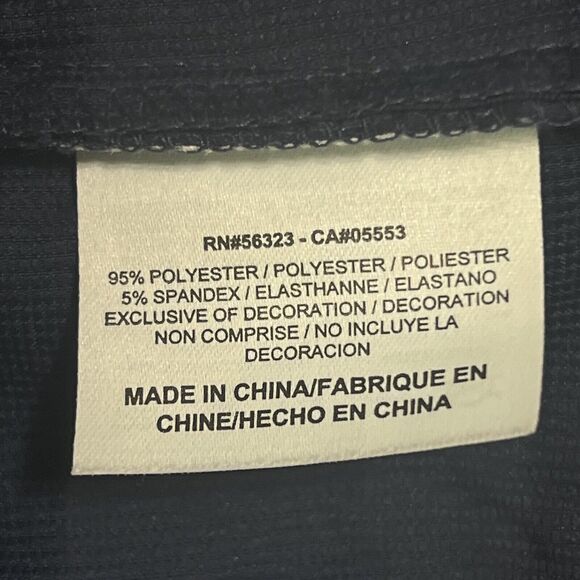 RN#56323 - CA#05553
95% POLYESTER / POLYESTER / POLIESTER
5% SPANDEX / ELASTHANNE / ELASTANO
EXCLUSIVE OF DECORATION / DECORATION
NON COMPRISE / NO INCLUYE LA
DECORACION
MADE IN CHINA/FABRIQUE EN
CHINE/HECHO EN CHINA